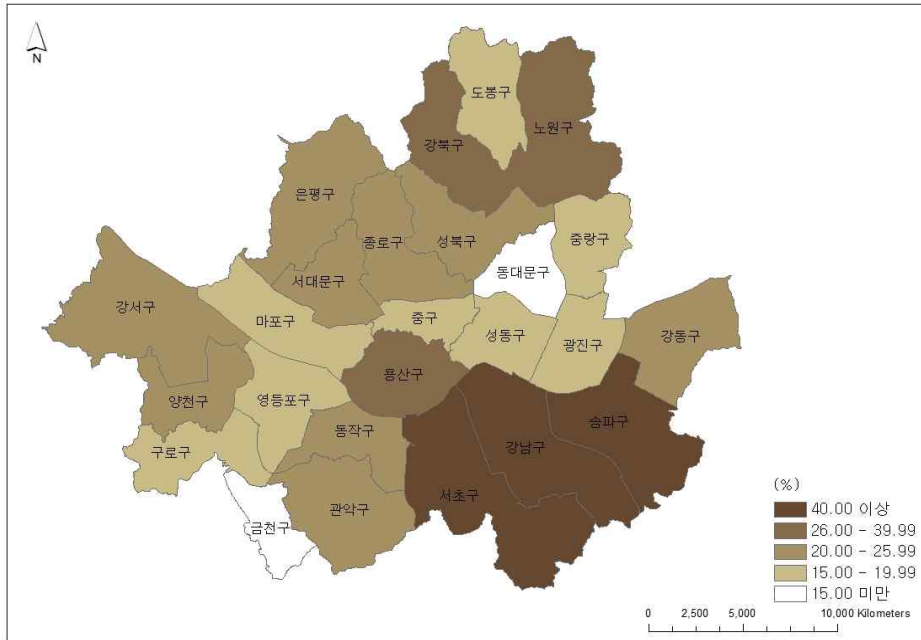 N
도봉구
노원구
강북구
은평구
종로구
성북구
중랑구
동대문구
서대문구
강서구
마포구
중구
성동구
광진구
강동구
용산구
양천구
영등포구
동작구
송파구
강남구
구로구
서초구
관악구
금천구
(%)
40.00 이상
26.00 - 39.99
20.00 - 25.99
15.00 - 19.99
15.00 미만
0 2,500 5,000 10,000 Kilometers